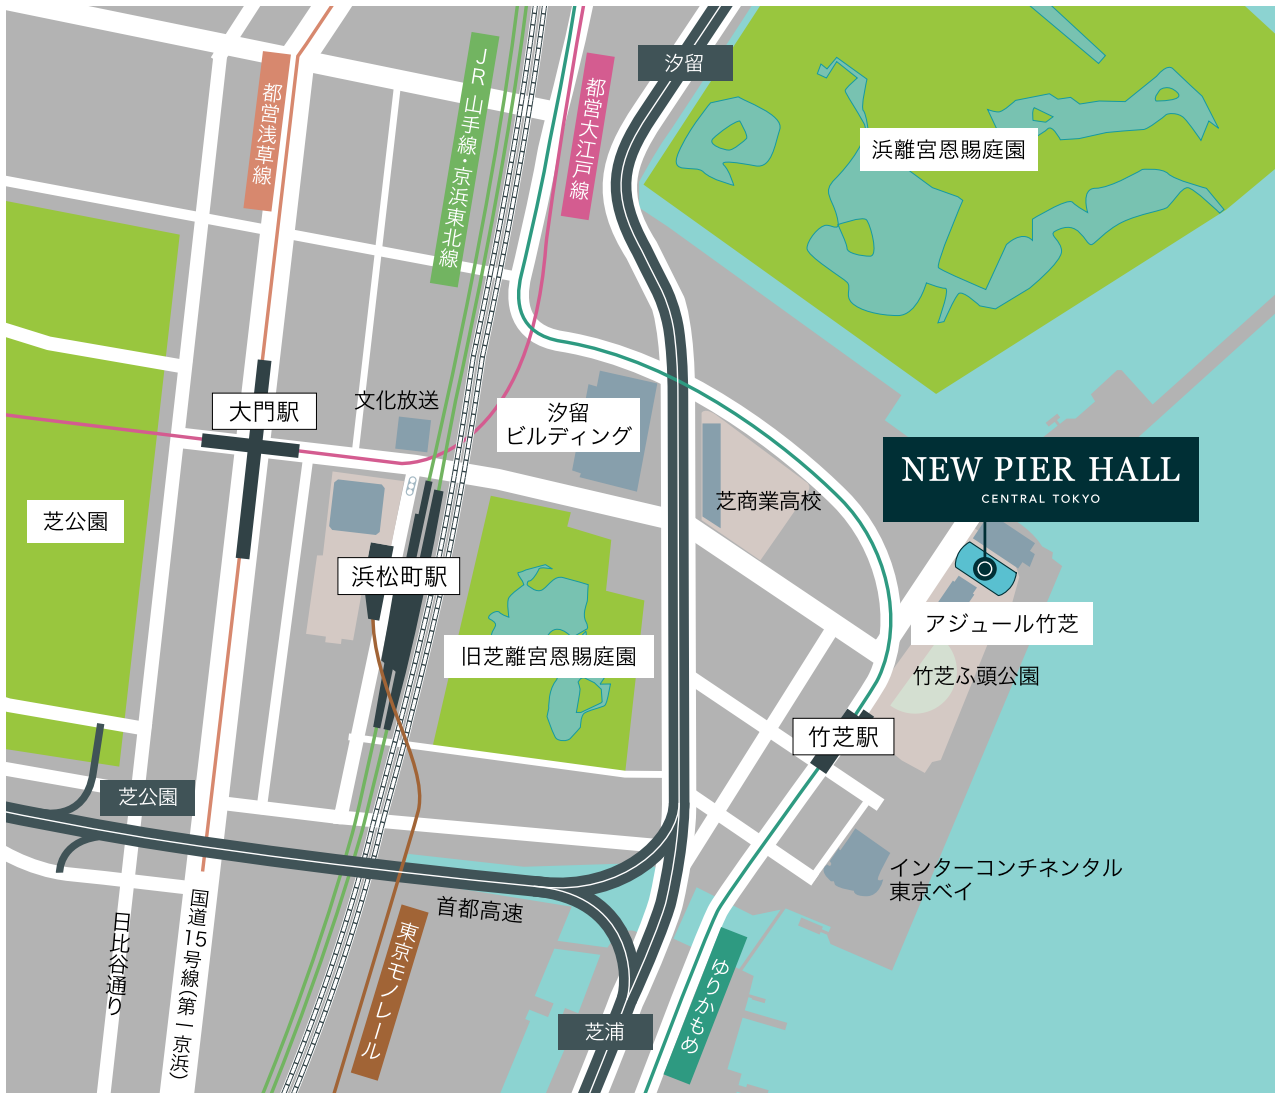 汐留
都営浅草線
JR 山手線・京浜東北線
都営大江戸線
浜離宮恩賜庭園
大門駅
文化放送
汐留
ビルディング
NEW PIER HALL
CENTRAL TOKYO
芝商業高校
芝公園
浜松町駅
アジュール竹芝
旧芝離宮恩賜庭園
竹芝ふ頭公園
竹芝駅
芝公園
インターコンチネンタル
東京ベイ
首都高速
日比谷通り
国道15号線(第一京浜)
東京モノレール
ゆりかもめ
芝浦